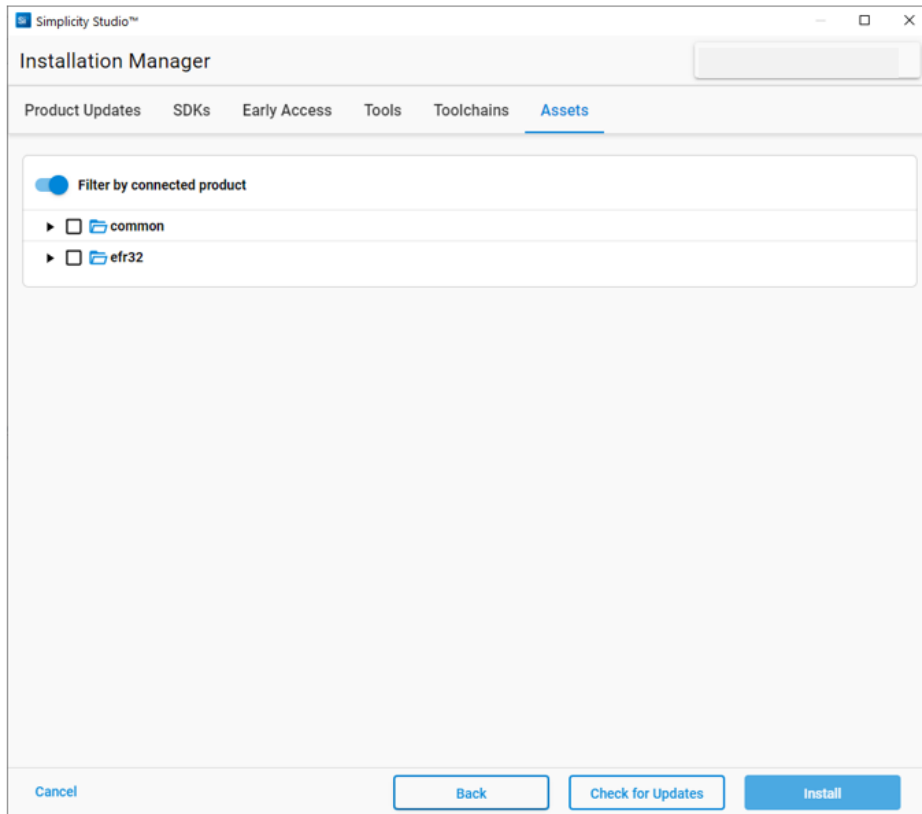 Si Simplicity Studio™
Installation Manager
Product Updates SDKs Early Access Tools Toolchains Assets
Filter by connected product
common
efr32
Cancel Back Check for Updates Install